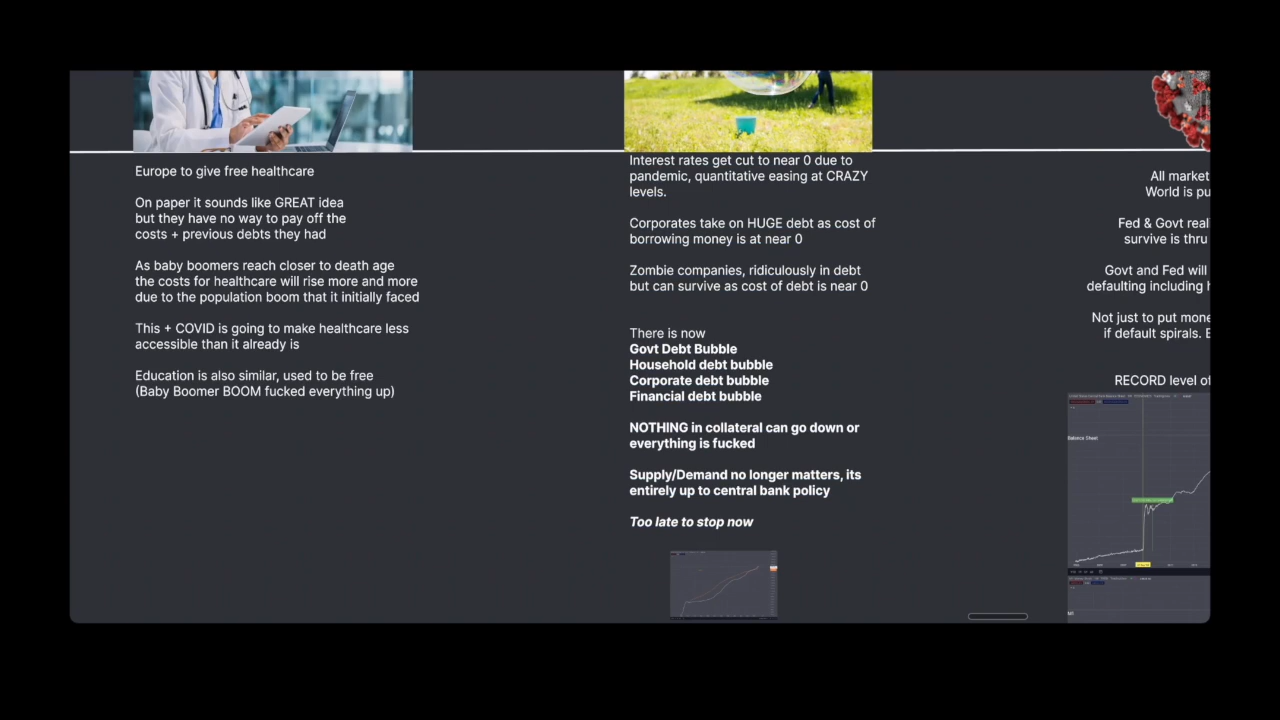 Europe to give free healthcare
On paper it sounds like GREAT idea
but they have no way to pay off the
costs + previous debts they had
As baby boomers reach closer to death age
the costs for healthcare will rise more and more
due to the population boom that it initially faced
This + COVID is going to make healthcare less
accessible than it already is
Education is also similar, used to be free
(Baby Boomer BOOM fucked everything up)
Interest rates get cut to near 0 due to
pandemic, quantitative easing at CRAZY
levels.
Corporates take on HUGE debt as cost of
borrowing money is at near 0
Zombie companies, ridiculously in debt
but can survive as cost of debt is near 0
There is now
Govt Debt Bubble
Household debt bubble
Corporate debt bubble
Financial debt bubble
NOTHING in collateral can go down or
everything is fucked
Supply/Demand no longer matters, its
entirely up to central bank policy
Too late to stop now
All market
World is pu
Fed & Govt real
survive is thru
Govt and Fed will
defaulting including
Not just to put mone
if default spirals.
RECORD level of
Balance Sheet